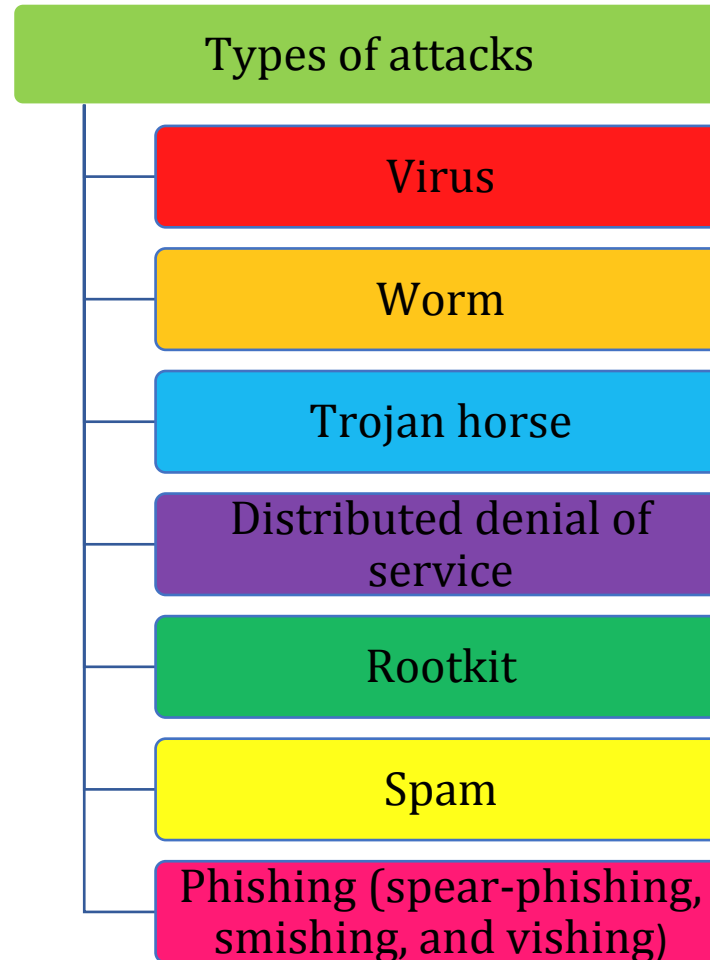 Types of attacks
Virus
Worm
Trojan horse
Distributed denial of
service
Rootkit
Spam
Phishing (spear-phishing,
smishing, and vishing)